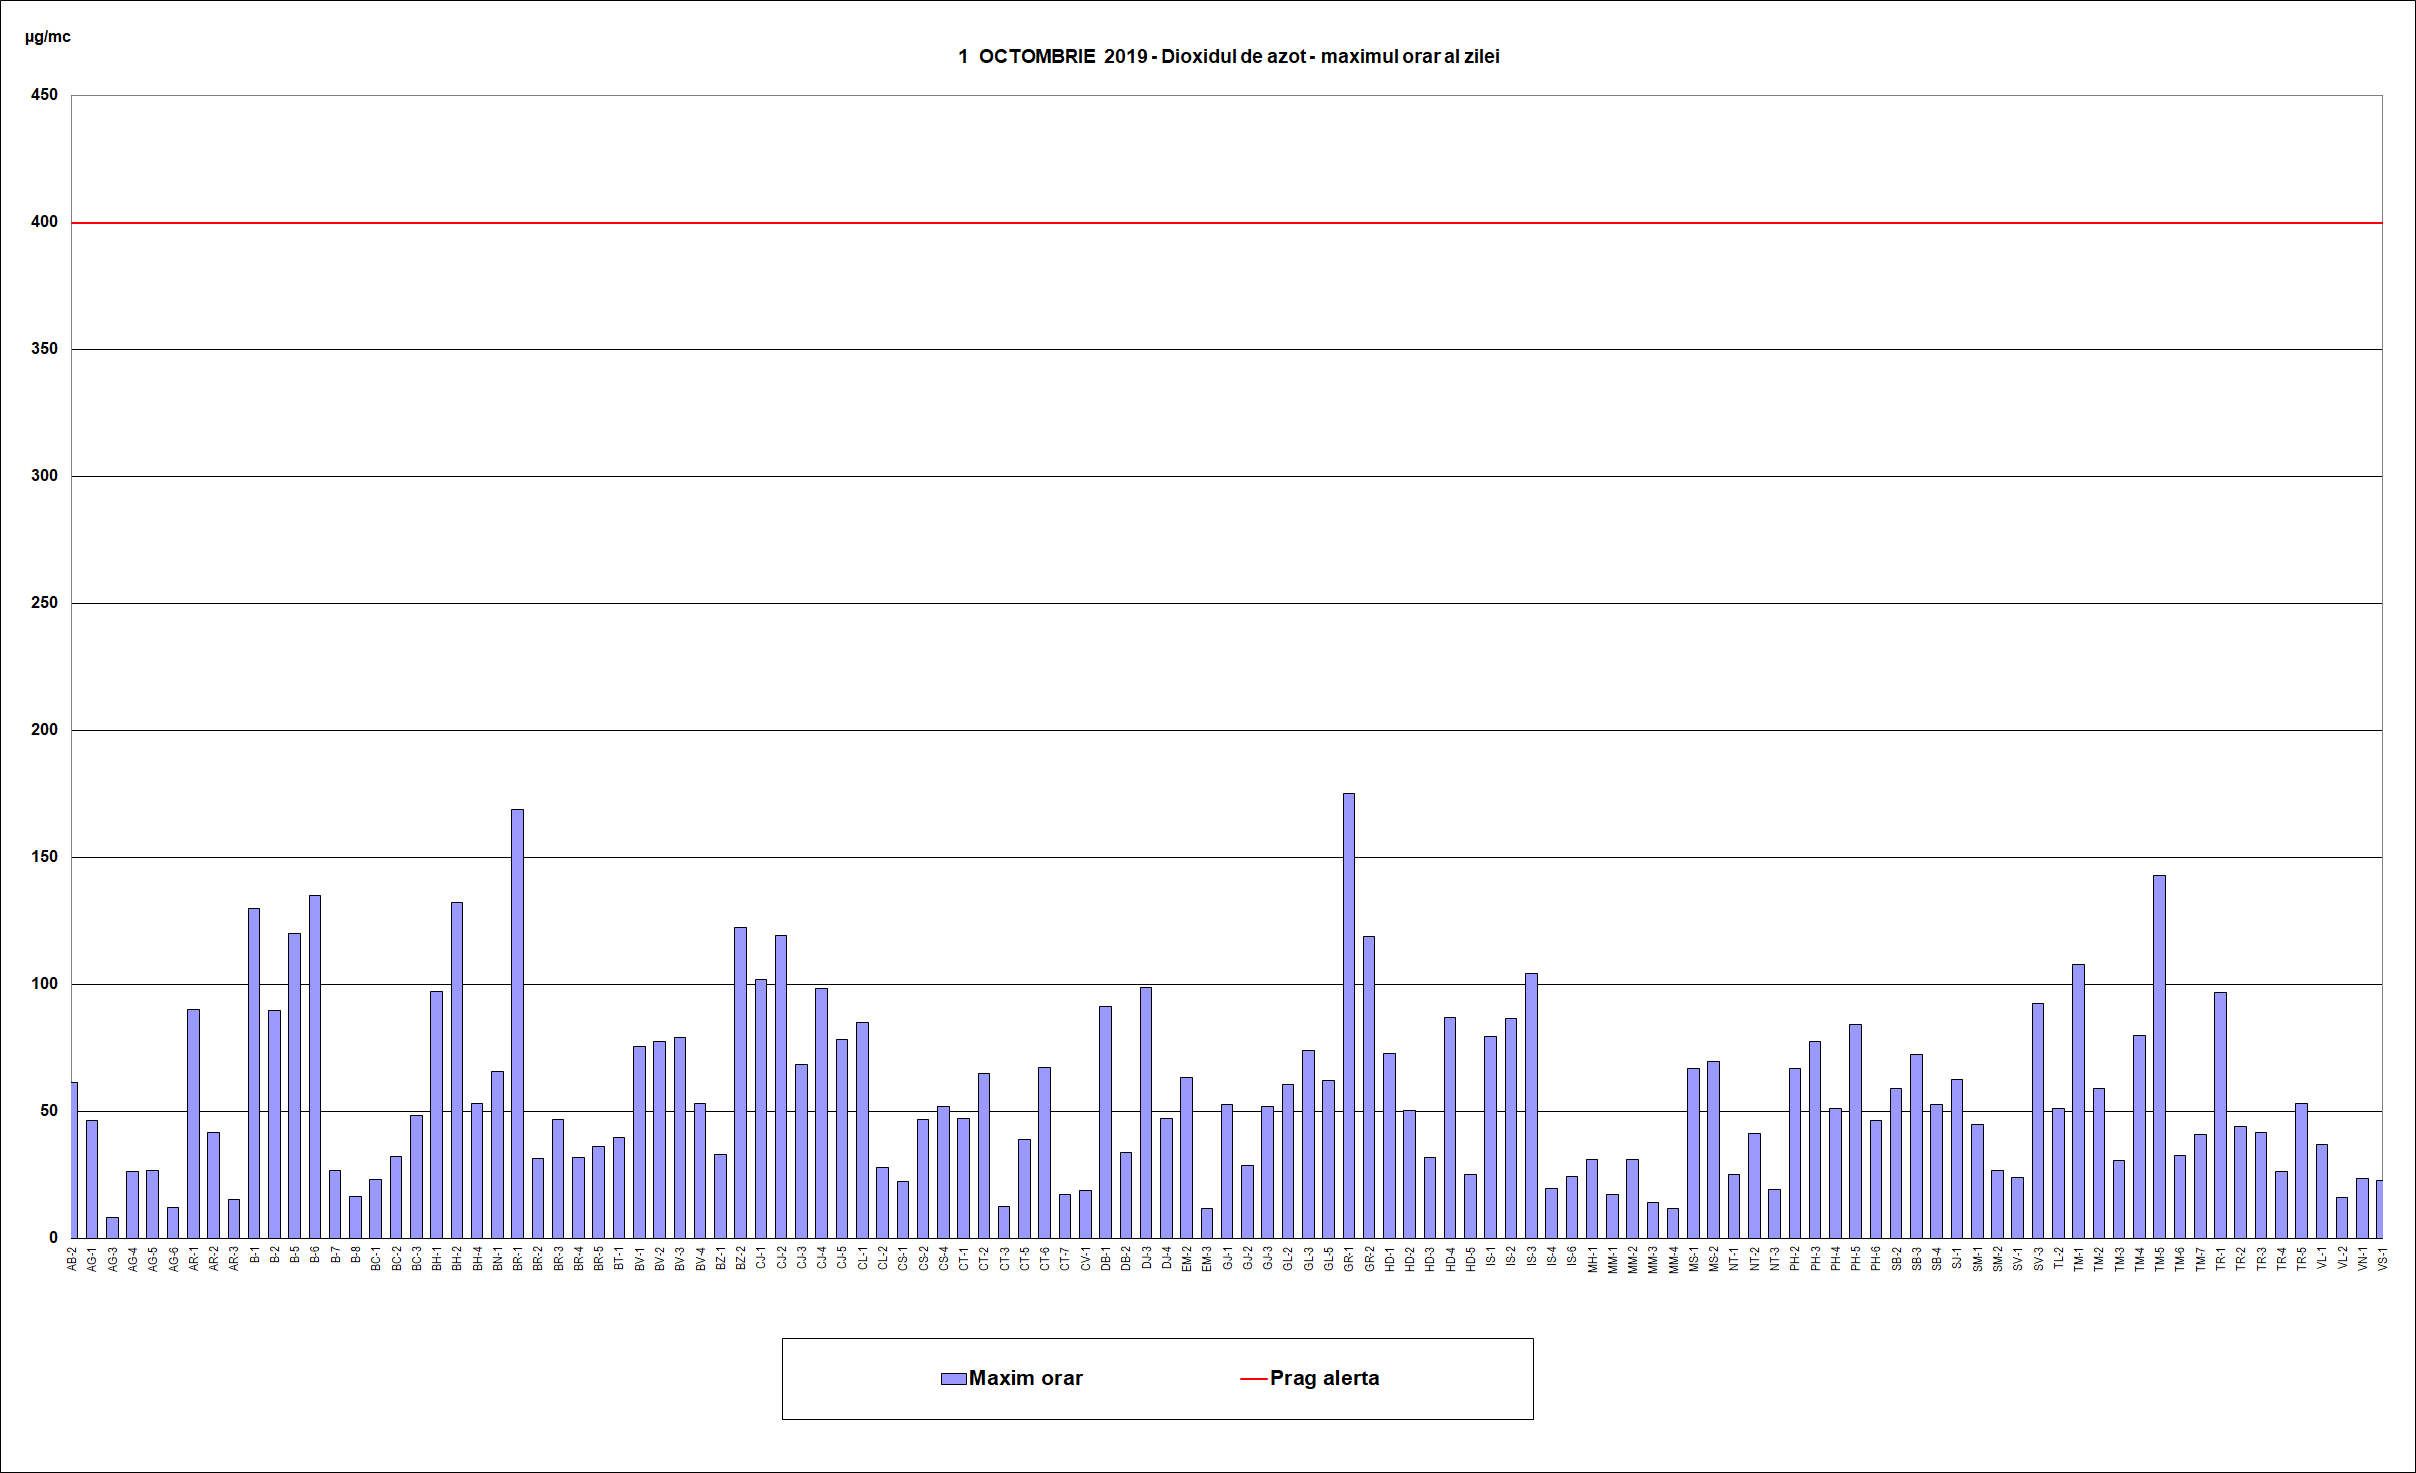 µg/mc
1 OCTOMBRIE 2019 - Dioxidul de azot - maximul orar al zilei
450
400
350
300
250
200
150
100
50
0
AB-2 AG-1 AG-3 AG-4 AG-5 AG-6 AR-1 AR-2 AR-3 B-1 B-2 B-5 B-6 B-7 B-8 BC-1 BC-2 BC-3 BH-1 BH-2 BH-4 BN-1 BR-1 BR-2 BR-3 BR-4 BR-5 BT-1 BV-1 BV-2 BV-3 BV-4 BZ-1 BZ-2 CJ-1 CJ-2 CJ-3 CJ-4 CJ-5 CL-1 CL-2 CS-1 CS-2 CS-4 CT-1 CT-2 CT-3 CT-5 CT-6 CT-7 CV-1 DB-1 DB-2 DJ-3 DJ-4 EM-2 EM-3 GJ-1 GJ-2 GJ-3 GL-2 GL-3 GL-5 GR-1 GR-2 HD-1 HD-2 HD-3 HD-4 HD-5 IS-1 IS-2 IS-3 IS-4 IS-6 MH-1 MM-1 MM-2 MM-3 MM-4 MS-1 MS-2 NT-1 NT-2 NT-3 PH-2 PH-3 PH-4 PH-5 PH-6 SB-2 SB-3 SB-4 SJ-1 SM-1 SM-2 SV-1 SV-3 TL-2 TM-1 TM-2 TM-3 TM-4 TM-5 TM-6 TM-7 TR-1 TR-2 TR-3 TR-4 TR-5 VL-1 VL-2 VN-1 VS-1
Maxim orar Prag alerta